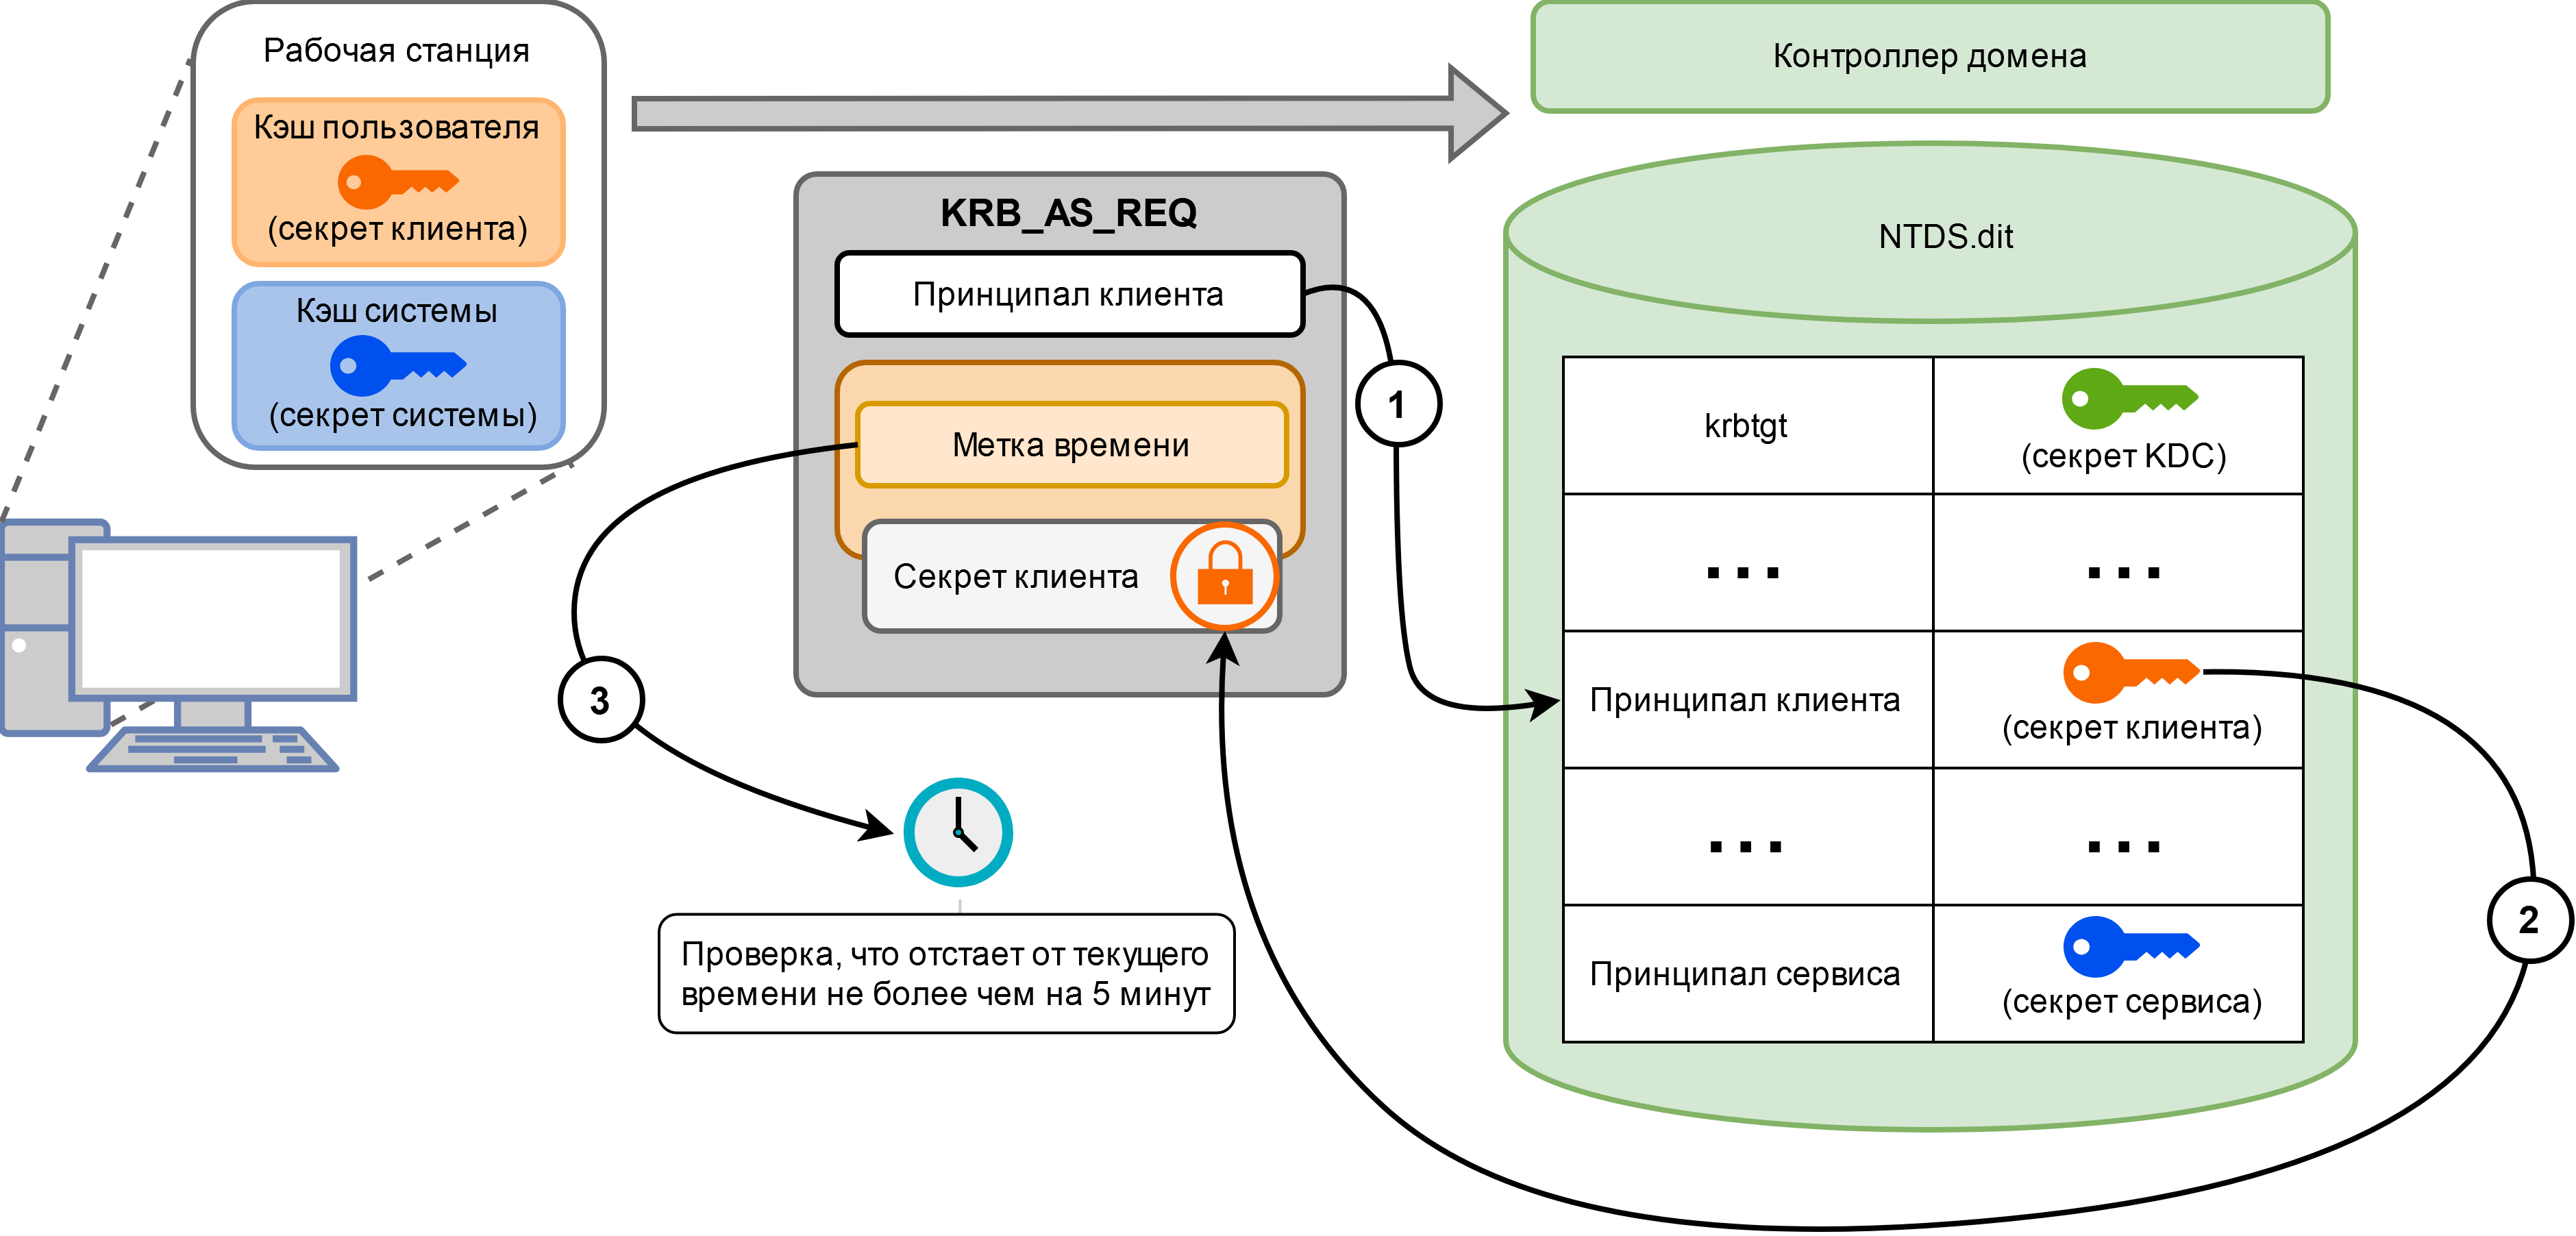 Рабочая станция
Кэш пользователя
(секрет клиента)
Кэш системы
(секрет системы)
Контроллер домена
KRB_AS_REQ
Принципал клиента
Метка времени
Секрет клиента
1
3
Проверка, что отстает от текущего
времени не более чем на 5 минут
NTDS.dit
krbtgt
(секрет KDC)
...
...
Принципал клиента
(секрет клиента)
...
...
Принципал сервиса
(секрет сервиса)
2